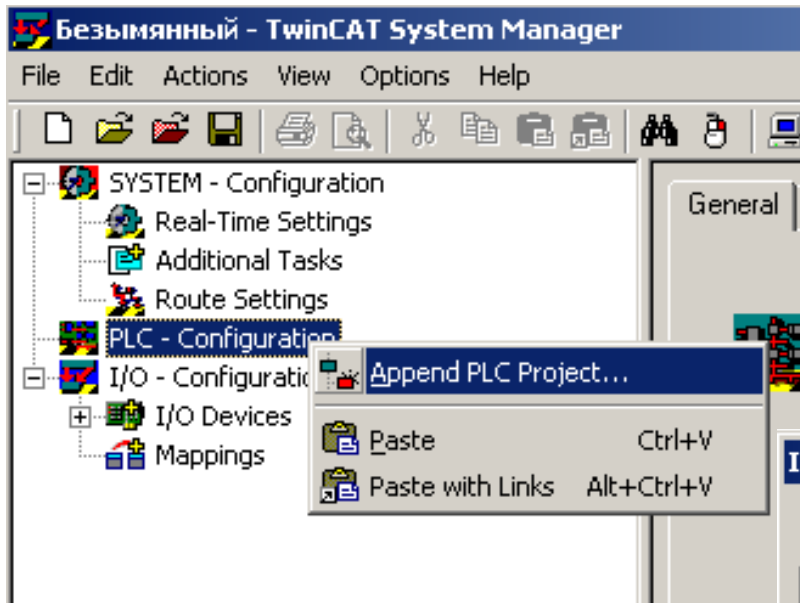 Безымянный - TwinCAT System Manager
File Edit Actions View Options Help
SYSTEM - Configuration
General
Real-Time Settings
Additional Tasks
Route Settings
PLC - Configuration
Append PLC Project...
I/O - Configuratio
I/O Devices
Paste Ctrl+V
Mappings
Paste with Links Alt+Ctrl+V